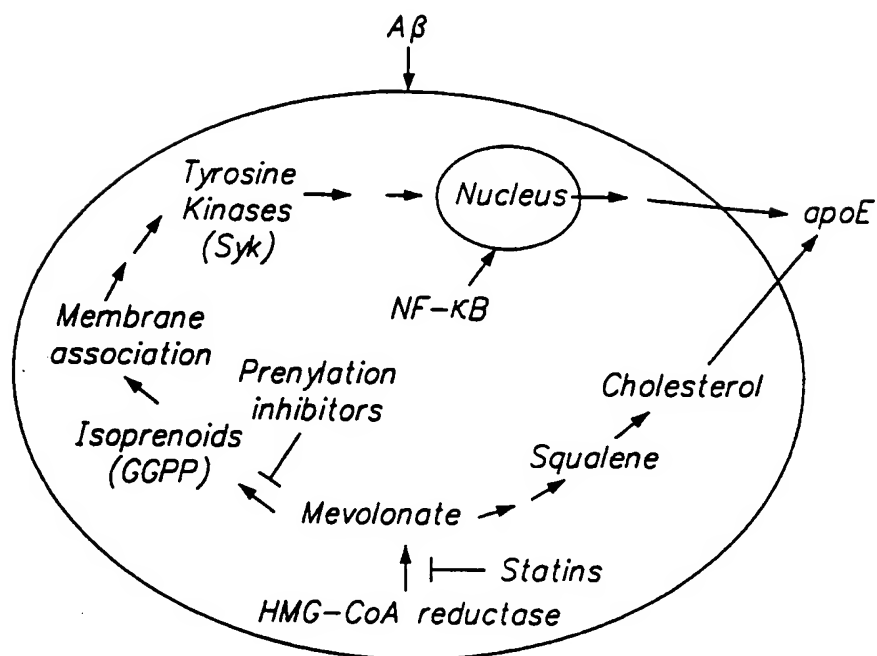 Aβ
Tyrosine
Kinases
(Syk)
Nucleus
apoE
NF-κB
Membrane
association
Prenylation
inhibitors
Cholesterol
Isoprenoids
(GGPP)
Squalene
Mevolonate
Statins
HMG-CoA reductase